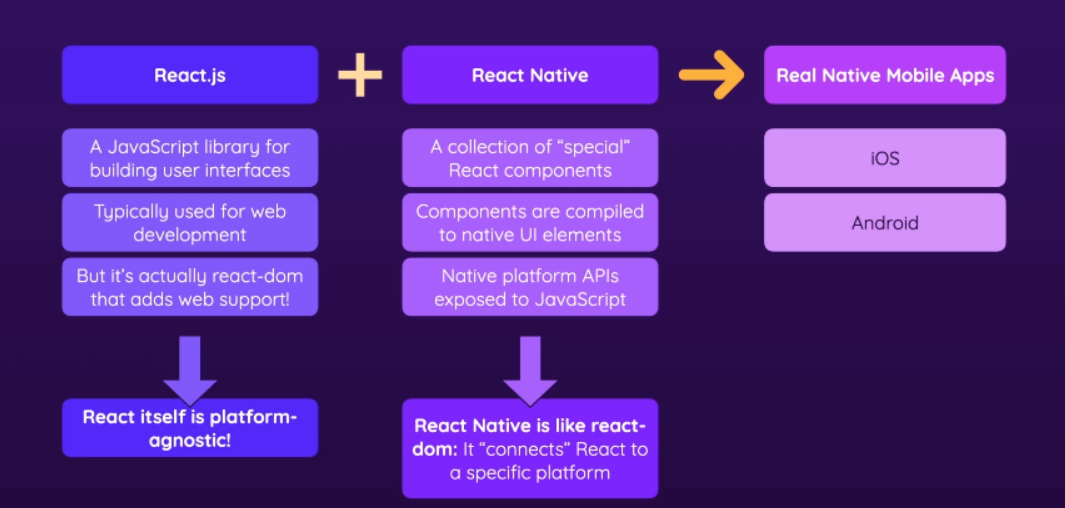 React.js
React Native
Real Native Mobile Apps
A JavaScript library for
building user interfaces
Typically used for web
development
But it's actually react-dom
that adds web support!
A collection of “special”
React components
Components are compiled
to native UI elements
Native platform APIs
exposed to JavaScript
iOS
Android
React itself is platform-
agnostic!
React Native is like react-
dom: It “connects” React to
a specific platform